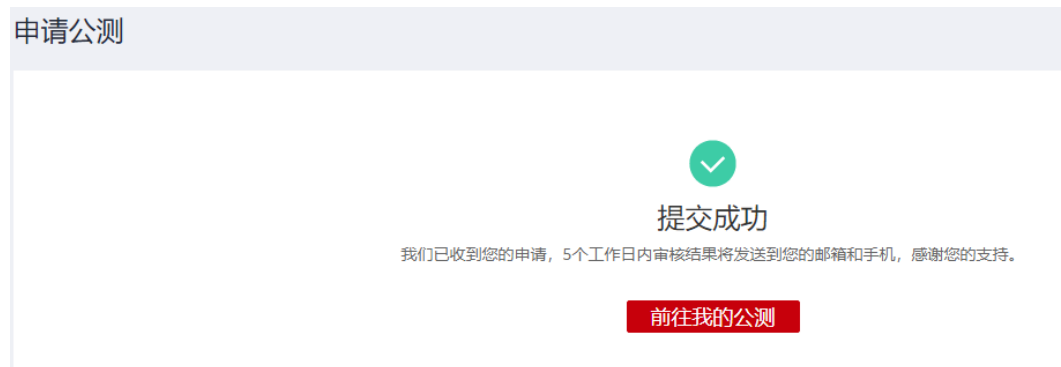 申请公测
提交成功
我们已收到您的申请，5个工作日内审核结果将发送到您的邮箱和手机，感谢您的支持。
前往我的公测